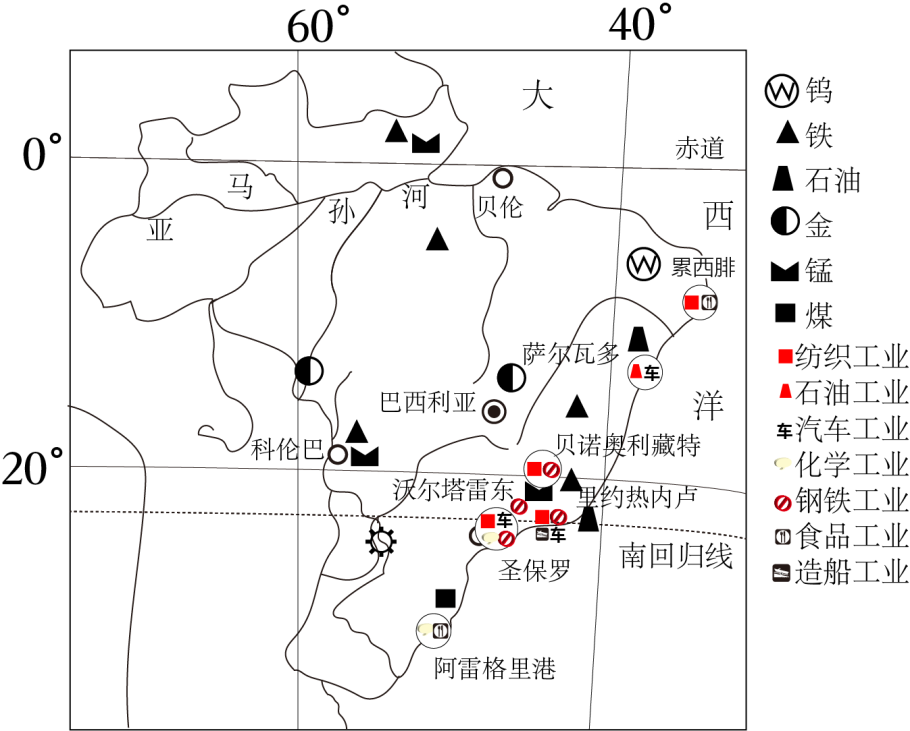 60°
40°
大
0°
赤道
马
河
西
孙
贝伦
亚
累西腓
萨尔瓦多
车
洋
巴西利亚
科伦巴
贝诺奥利藏特
20°
沃尔塔雷东
里约热内卢
车
车
南回归线
圣保罗
阿雷格里港
W
W 钨
铁
石油
金
锰
煤
纺织工业
石油工业
车 汽车工业
化学工业
钢铁工业
食品工业
造船工业